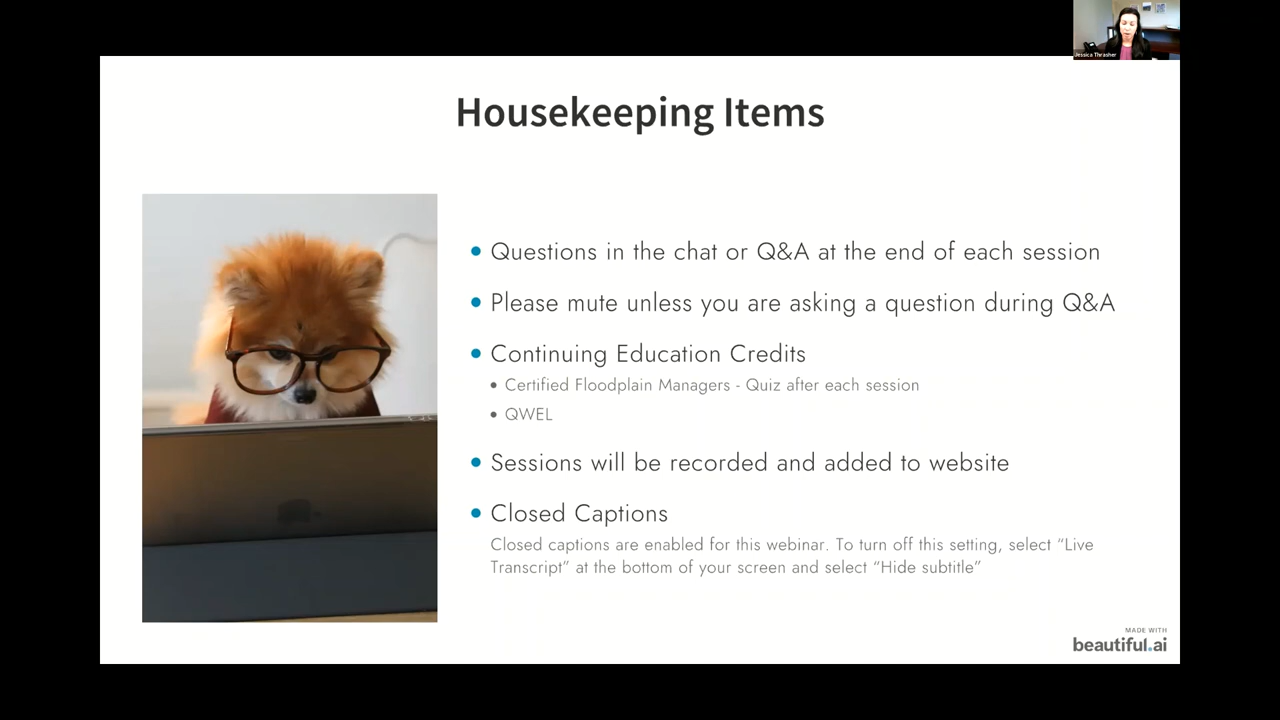 Jessica Thrasher
Housekeeping Items
Questions in the chat or Q&A at the end of each session
Please mute unless you are asking a question during Q&A
Continuing Education Credits
Certified Floodplain Managers - Quiz after each session
QWEL
Sessions will be recorded and added to website
Closed Captions
Closed captions are enabled for this webinar. To turn off this setting, select “Live
Transcript” at the bottom of your screen and select “Hide subtitle”
MADE WITH
beautiful.ai